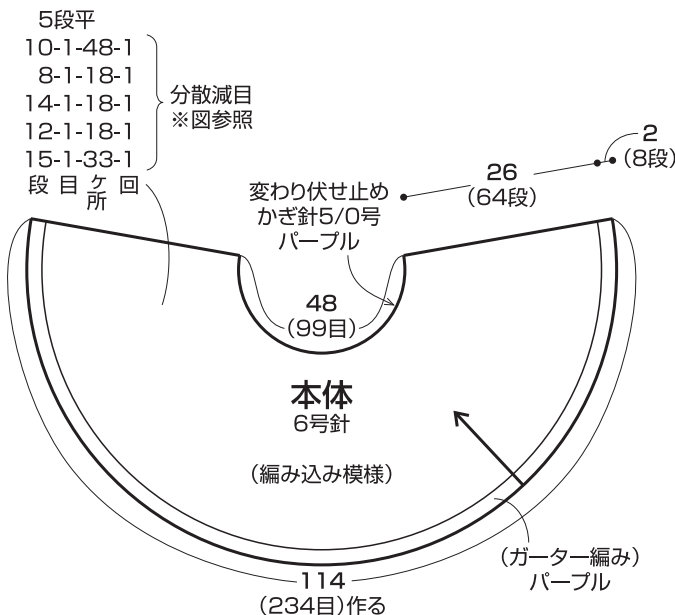 5段平
10-1-48-1
8-1-18-1
14-1-18-1
12-1-18-1
15-1-33-1
段 目 ヶ所 回
分散減目
※図参照
変わり伏せ止め
かぎ針5/0号
パープル
26
(64段)
2
(8段)
48
(99目)
本体
6号針
(編み込み模様)
(ガーター編み)
パープル
114
(234目)作る